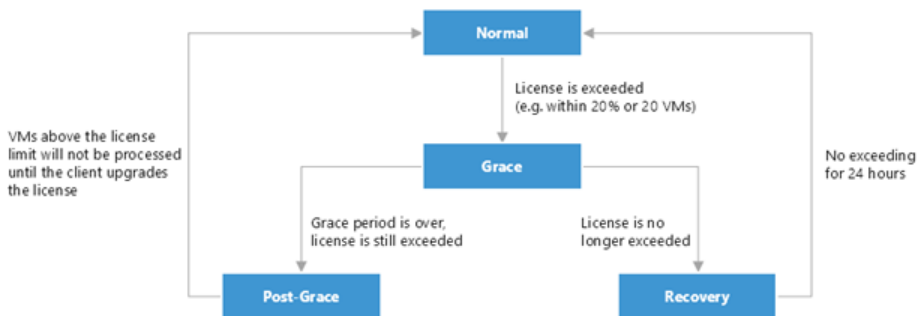 Normal
License is exceeded
(e.g. within 20% or 20 VMs)
VMs above the license
limit will not be processed
until the client upgrades
the license
Grace
No exceeding
for 24 hours
Grace period is over,
license is still exceeded
License is no
longer exceeded
Post-Grace
Recovery